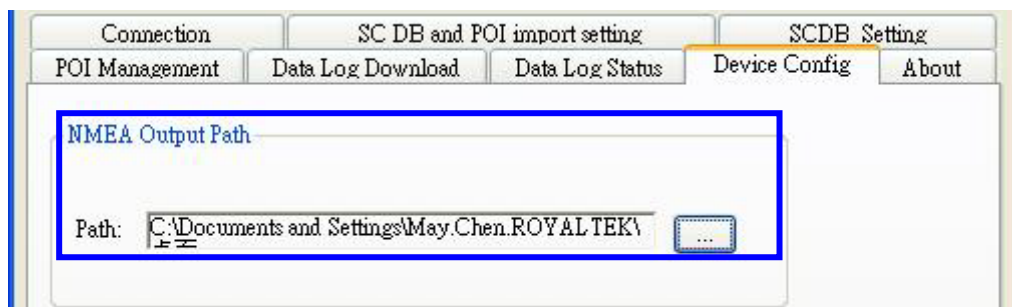 Connection SC DB and POI import setting SCDB Setting
POI Management Data Log Download Data Log Status Device Config About
NMEA Output Path
Path: C:\Documents and Settings\May.Chen.ROYALTEK\ ...